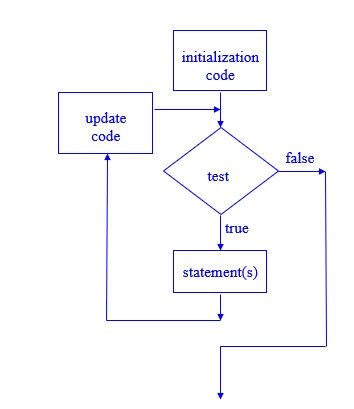 initialization
code
update
code
false
test
true
statement(s)